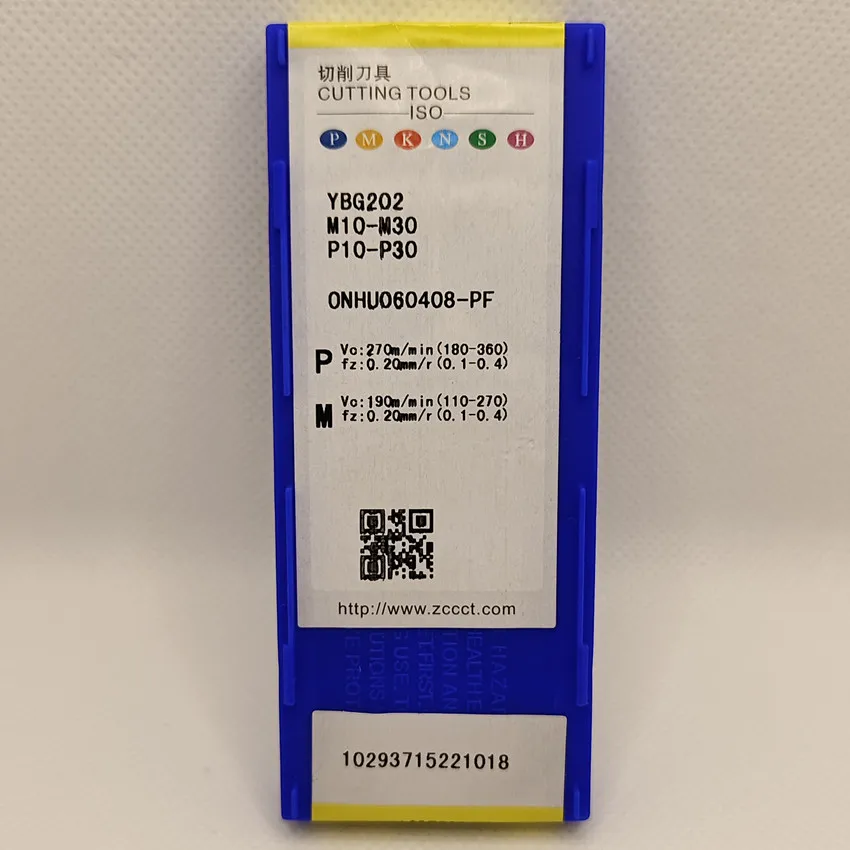 切削刀具
CUTTING TOOLS
ISO
P M K N S H
YBG202
M10-M30
P10-P30
ONHU060408-PF
P
Vc:270m/min(180-360)
fz:0.20mm/r(0.1-0.4)
M
Vc:190m/min(110-270)
fz:0.20mm/r(0.1-0.4)
http://www.zccct.com
10293715221018